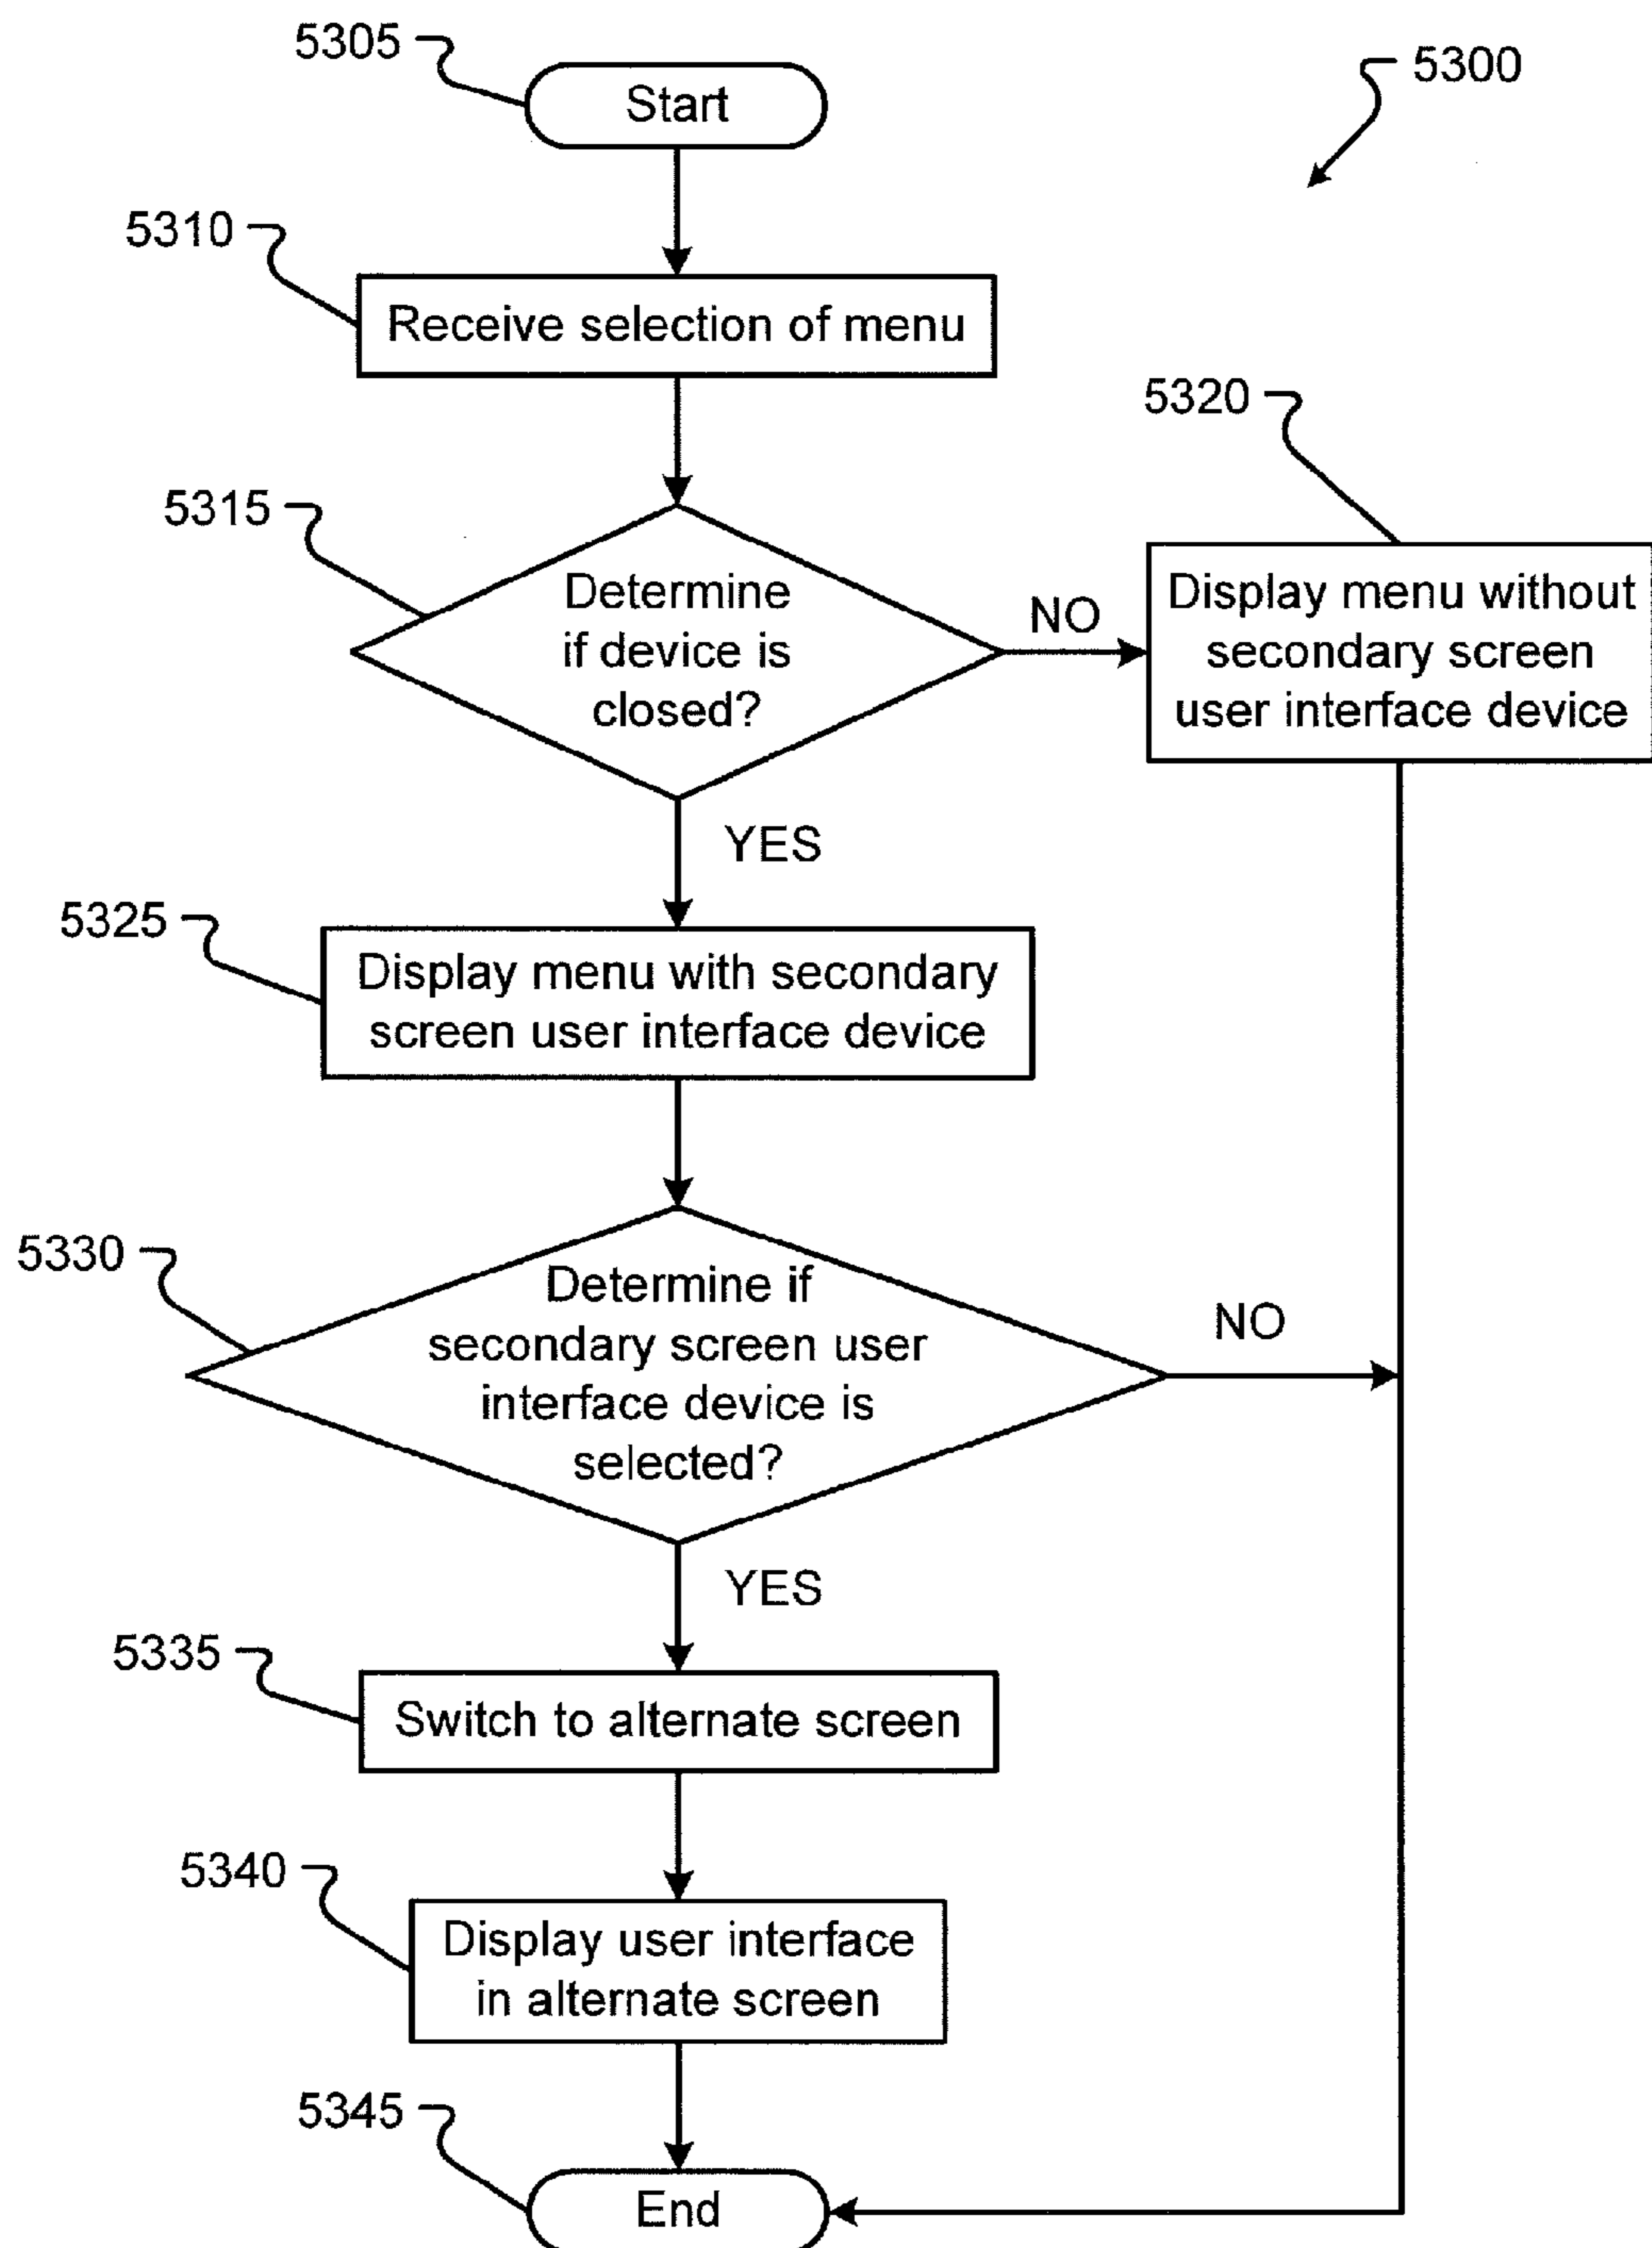 5305
Start
5300
5310
Receive selection of menu
5320
5315
Determine
if device is
closed?
NO
Display menu without
secondary screen
user interface device
YES
5325
Display menu with secondary
screen user interface device
5330
Determine if
secondary screen user
interface device is
selected?
NO
YES
5335
Switch to alternate screen
5340
Display user interface
in alternate screen
5345
End